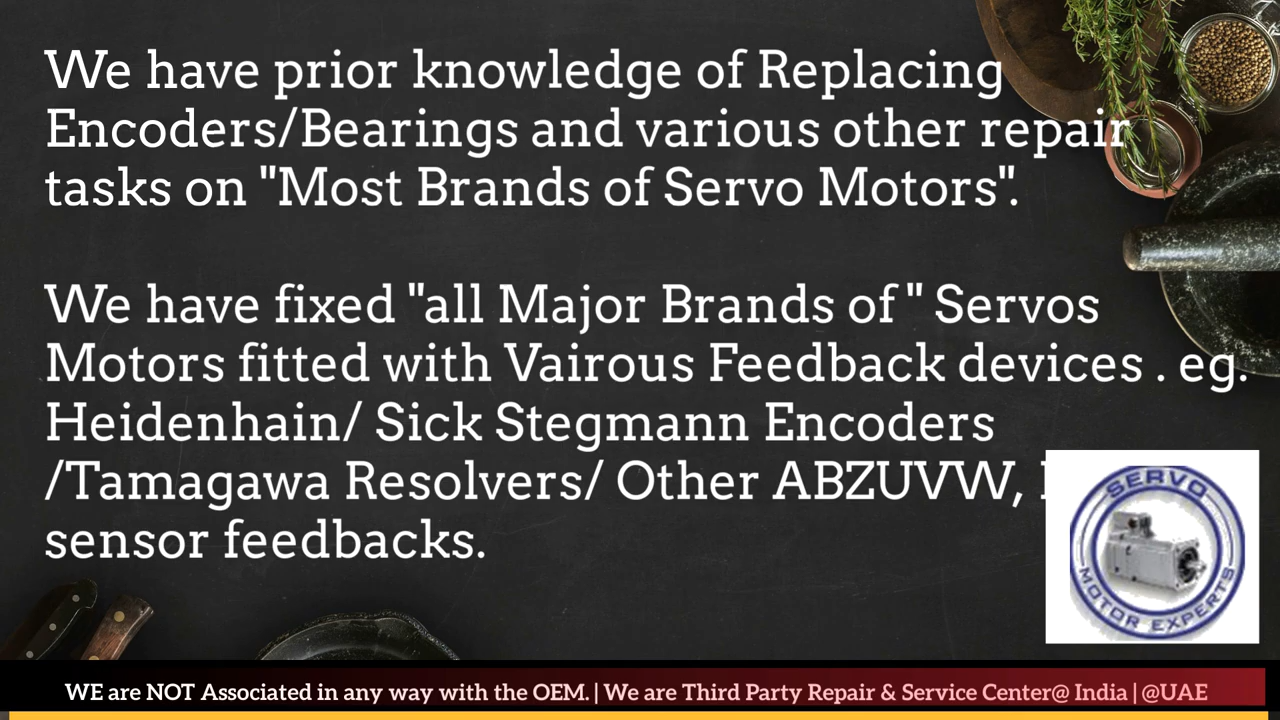 We have prior knowledge of Replacing
Encoders/Bearings and various other repair
tasks on "Most Brands of Servo Motors".
We have fixed "all Major Brands of " Servos
Motors fitted with Vairous Feedback devices . eg.
Heidenhain/ Sick Stegmann Encoders
/Tamagawa Resolvers/ Other ABZUVW,
sensor feedbacks.
SERVO
MOTOR EXPERTS
WE are NOT Associated in any way with the OEM. | We are Third Party Repair & Service Center@ India | @UAE